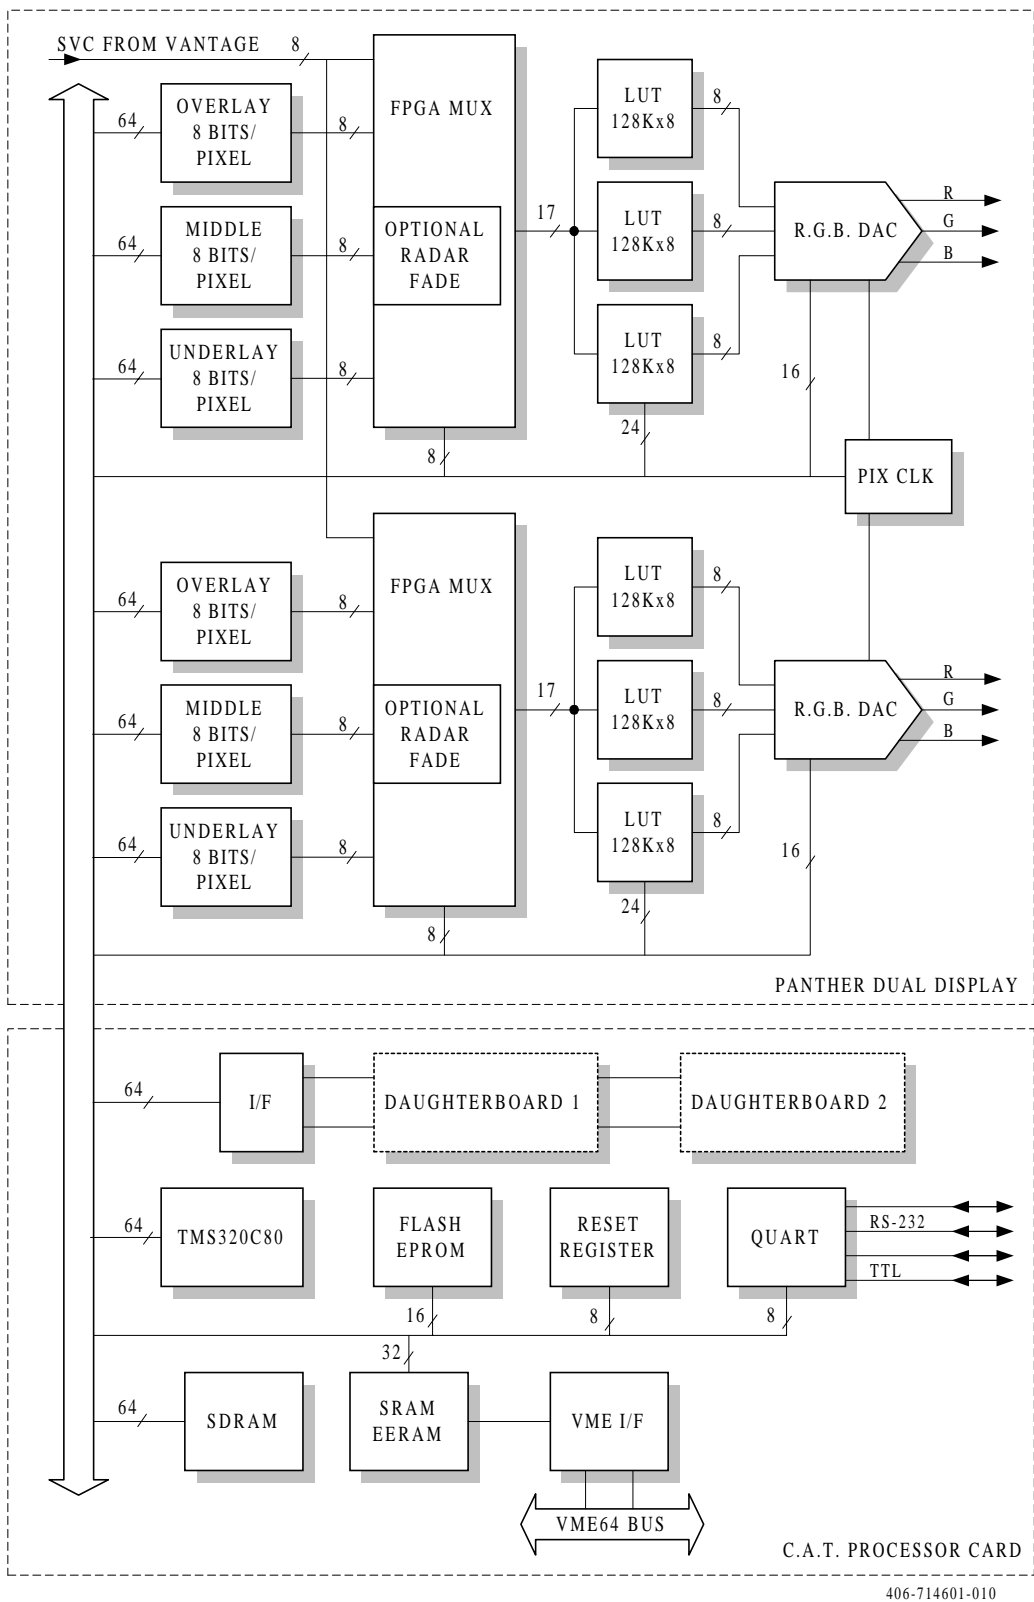 SVC FROM VANTAGE 8
64
OVERLAY
8 BITS/
PIXEL
8
FPGA MUX
LUT
128Kx8
8
64
MIDDLE
8 BITS/
PIXEL
8
OPTIONAL
RADAR
FADE
17
LUT
128Kx8
8
R.G.B. DAC
R
G
B
64
UNDERLAY
8 BITS/
PIXEL
8
LUT
128Kx8
8
8
24
16
PIX CLK
64
OVERLAY
8 BITS/
PIXEL
8
FPGA MUX
LUT
128Kx8
8
64
MIDDLE
8 BITS/
PIXEL
8
OPTIONAL
RADAR
FADE
17
LUT
128Kx8
8
R.G.B. DAC
R
G
B
64
UNDERLAY
8 BITS/
PIXEL
8
LUT
128Kx8
8
8
24
16
PANTHER DUAL DISPLAY
64
I/F
DAUGHTERBOARD 1
DAUGHTERBOARD 2
64
TMS320C80
FLASH
EPROM
RESET
REGISTER
QUART
RS-232
TTL
16
8
8
32
64
SDRAM
SRAM
EERAM
VME I/F
VME64 BUS
C.A.T. PROCESSOR CARD
406-714601-010